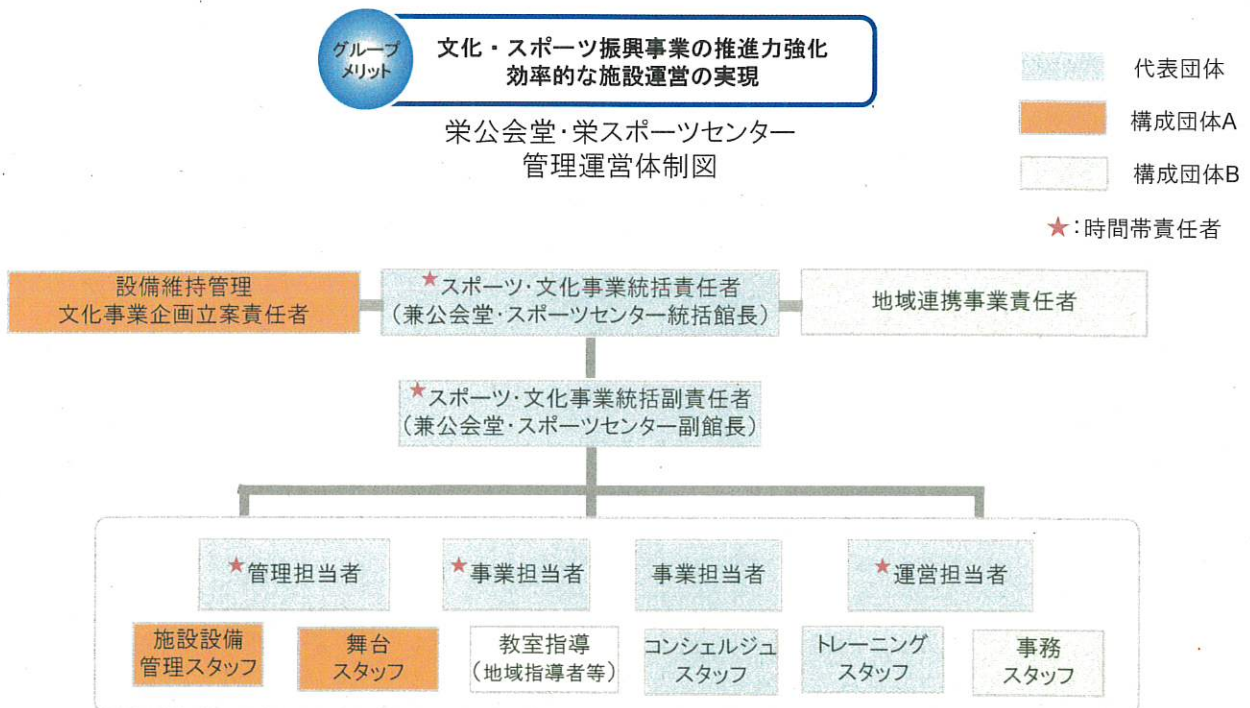 グループ
メリット
文化・スポーツ振興事業の推進力強化
効率的な施設運営の実現
栄公会堂・栄スポーツセンター
管理運営体制図
代表団体
構成団体A
構成団体B
★：時間帯責任者
設備維持管理
文化事業企画立案責任者
★スポーツ・文化事業統括責任者
（兼公会堂・スポーツセンター統括館長）
地域連携事業責任者
★スポーツ・文化事業統括副責任者
（兼公会堂・スポーツセンター副館長）
★管理担当者
★事業担当者
事業担当者
★運営担当者
施設設備
管理スタッフ
舞台
スタッフ
教室指導
（地域指導者等）
コンシェルジュ
スタッフ
トレーニング
スタッフ
事務
スタッフ